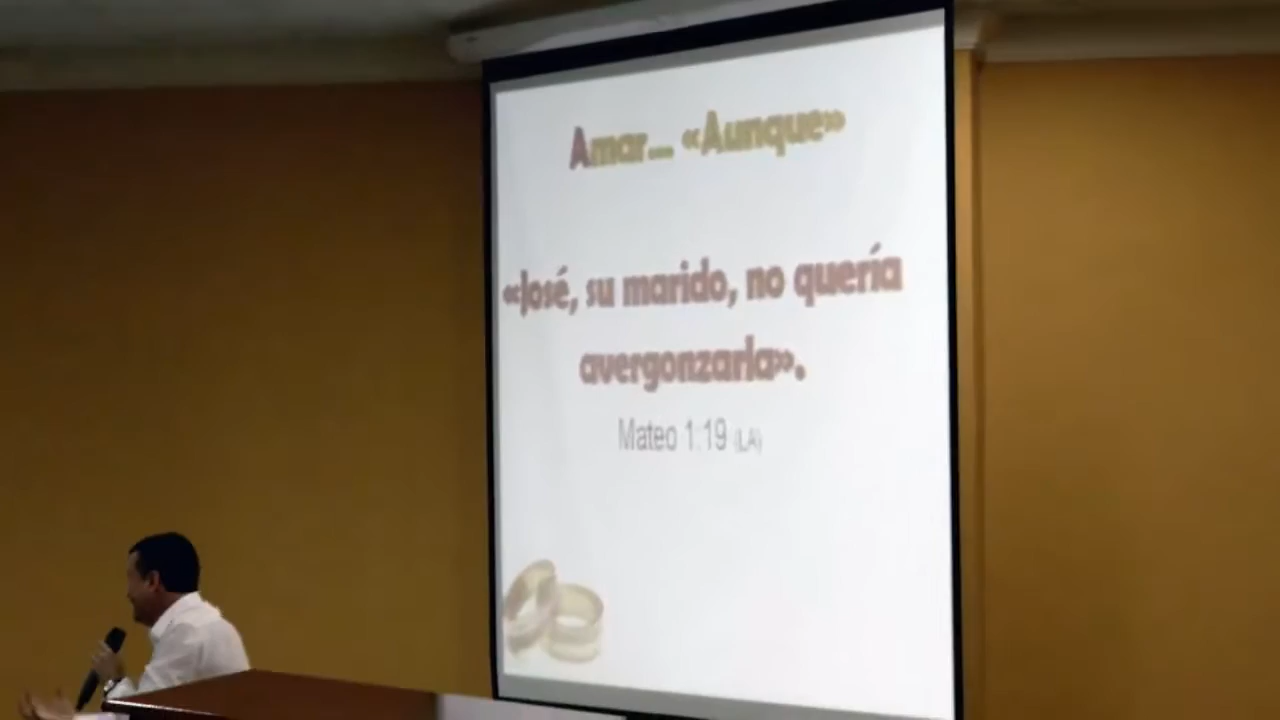 Amar... «Aunque»
«José, su marido, no quería
avergonzarla».
Mateo 1:19 (LA)